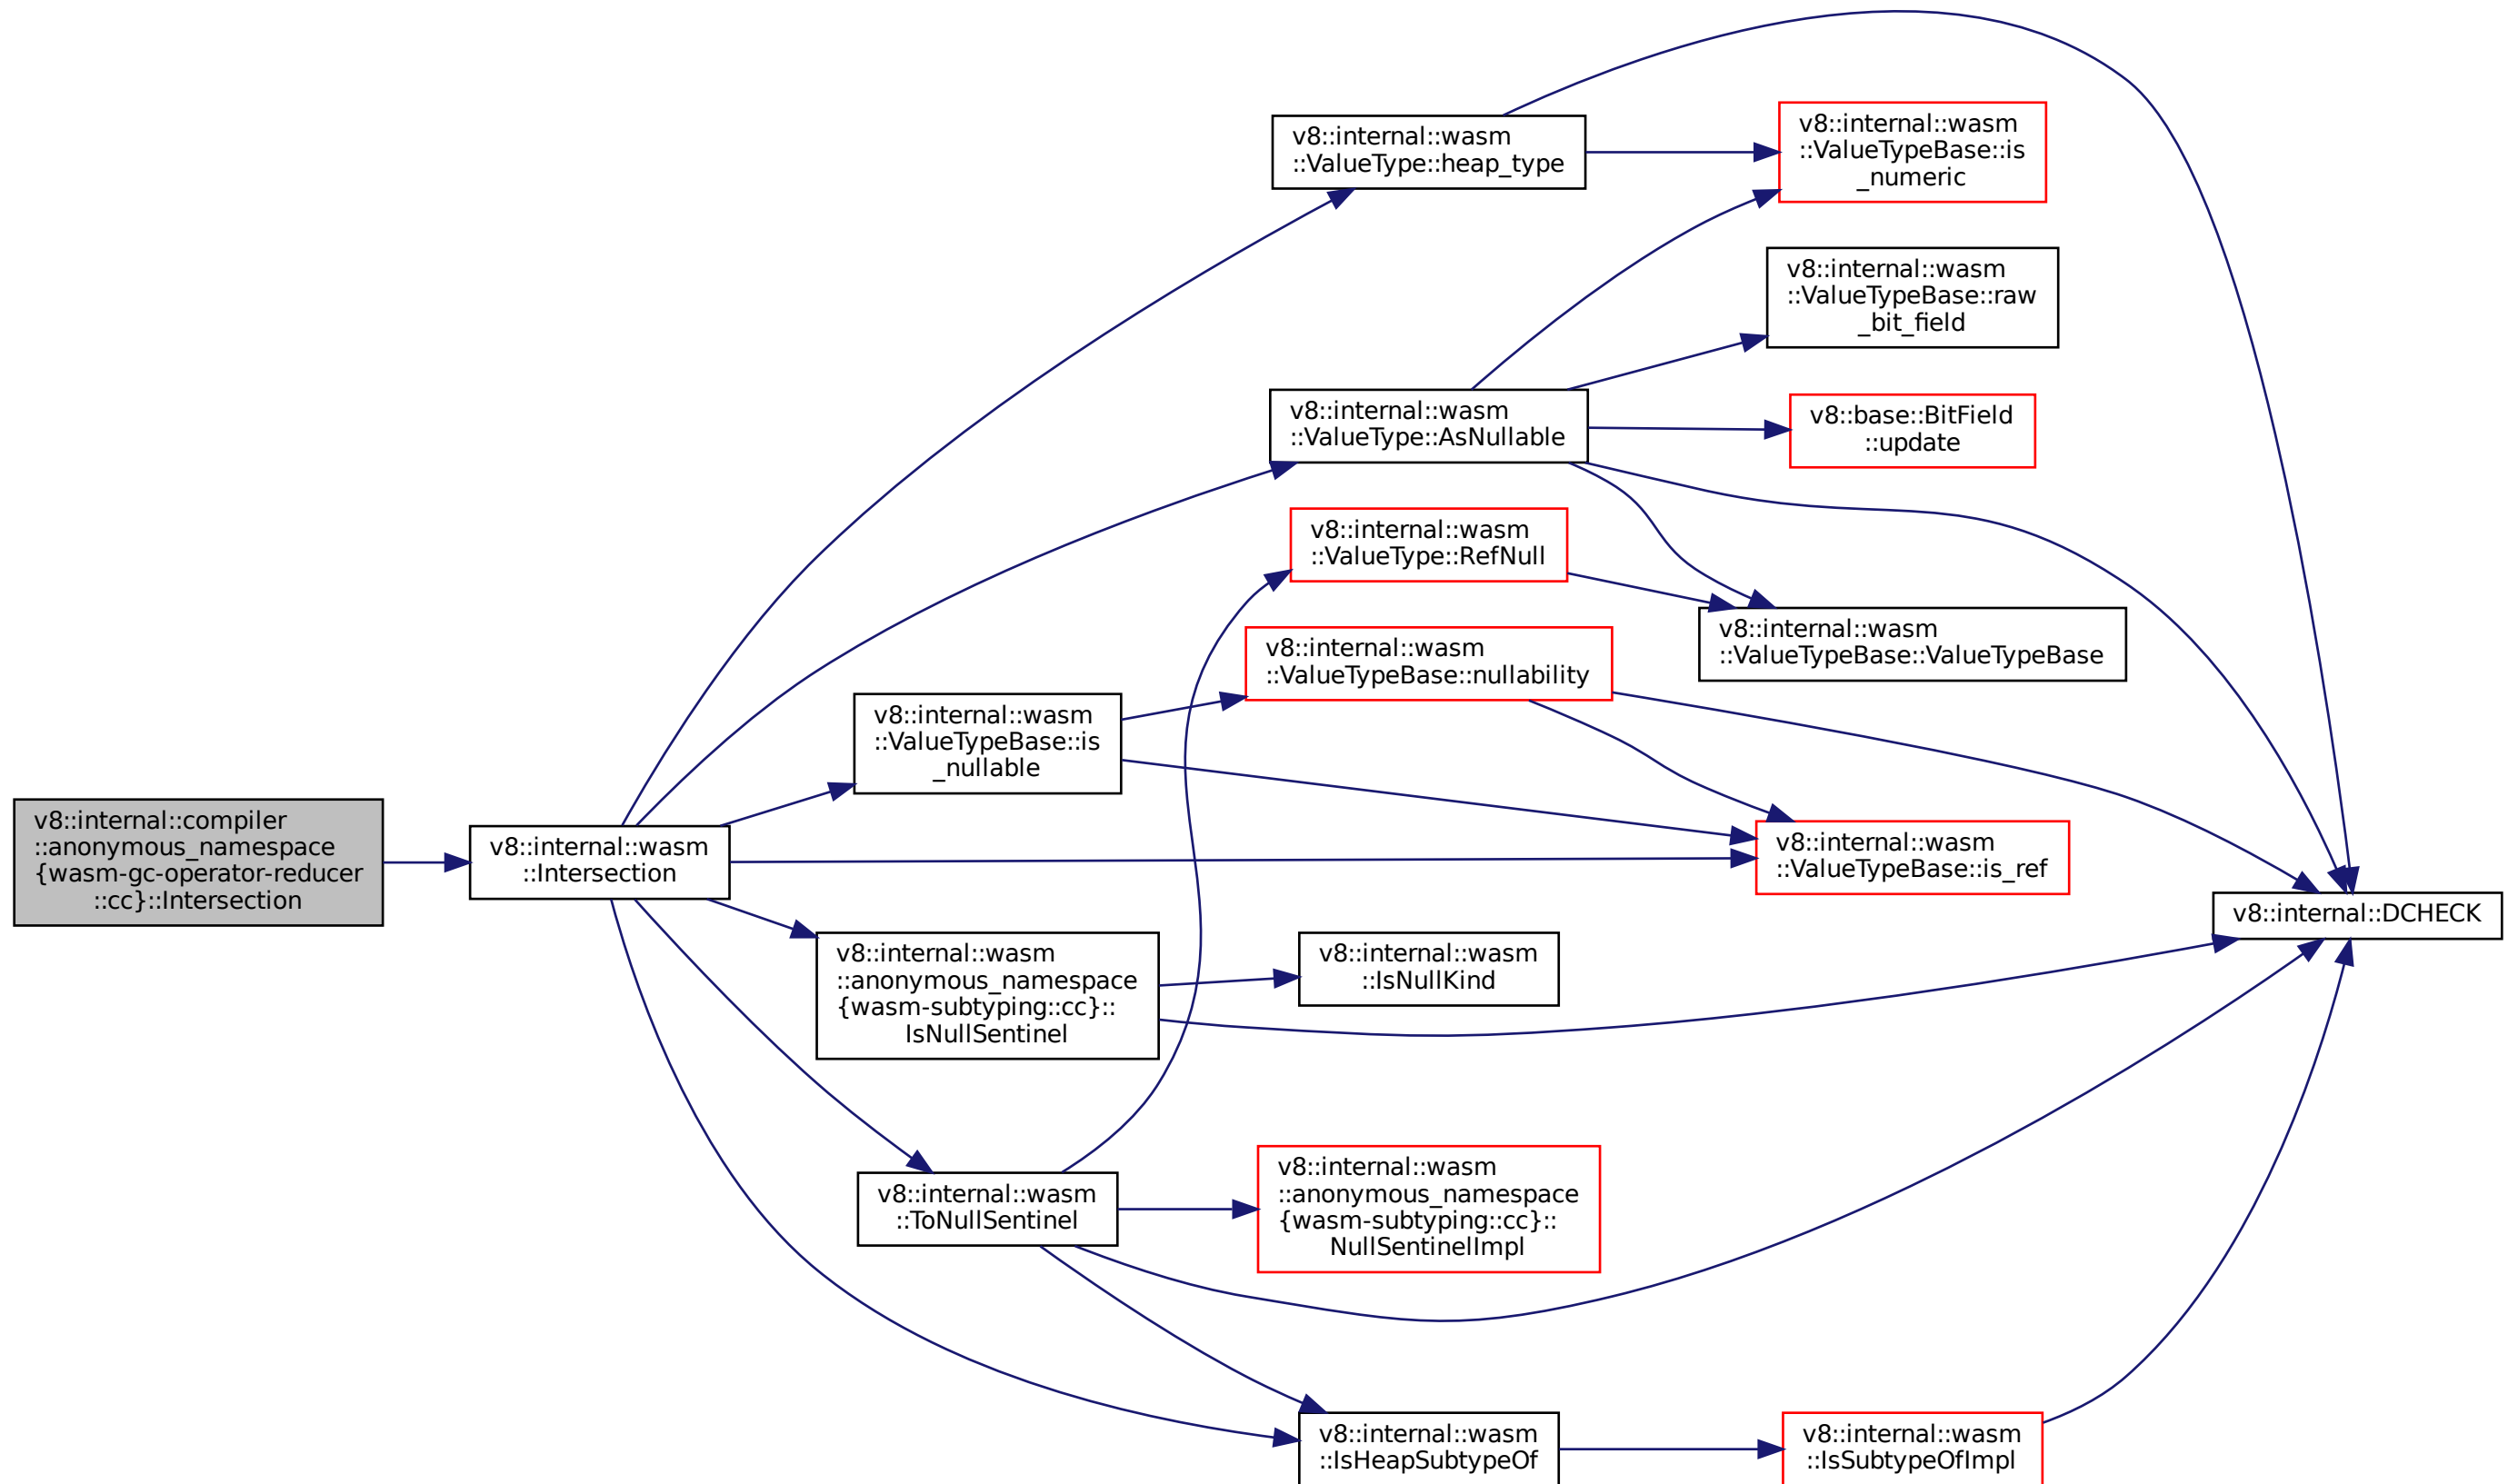 v8::internal::compiler
::anonymous_namespace
{wasm-gc-operator-reducer
::cc}::Intersection
v8::internal::wasm
::Intersection
v8::internal::wasm
::ValueType::heap_type
v8::internal::wasm
::ValueTypeBase::is
_numeric
v8::internal::wasm
::ValueTypeBase::raw
_bit_field
v8::internal::wasm
::ValueType::AsNullable
v8::base::BitField
::update
v8::internal::wasm
::ValueType::RefNull
v8::internal::wasm
::ValueTypeBase::ValueTypeBase
v8::internal::wasm
::ValueTypeBase::nullability
v8::internal::wasm
::ValueTypeBase::is
_nullable
v8::internal::wasm
::ValueTypeBase::is_ref
v8::internal::DCHECK
v8::internal::wasm
::anonymous_namespace
{wasm-subtyping::cc}::
IsNullSentinel
v8::internal::wasm
::IsNullKind
v8::internal::wasm
::ToNullSentinel
v8::internal::wasm
::anonymous_namespace
{wasm-subtyping::cc}::
NullSentinelImpl
v8::internal::wasm
::IsHeapSubtypeOf
v8::internal::wasm
::IsSubtypeOfImpl